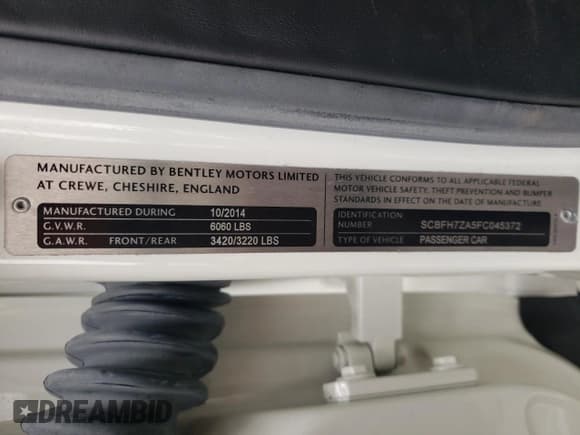 MANUFACTURED BY BENTLEY MOTORS LIMITED
AT CREWE, CHESHIRE, ENGLAND
MANUFACTURED DURING 10/2014
G.V.W.R. 6060 LBS
G.A.W.R. FRONT/REAR 3420/3220 LBS
THIS VEHICLE CONFORMS TO ALL APPLICABLE FEDERAL
MOTOR VEHICLE SAFETY, THEFT PREVENTION AND BUMPER
STANDARDS IN EFFECT ON THE DATE OF MANUFACTURE
IDENTIFICATION
NUMBER SCBFH7ZA5FC045372
TYPE OF VEHICLE PASSENGER CAR
DREAMBID